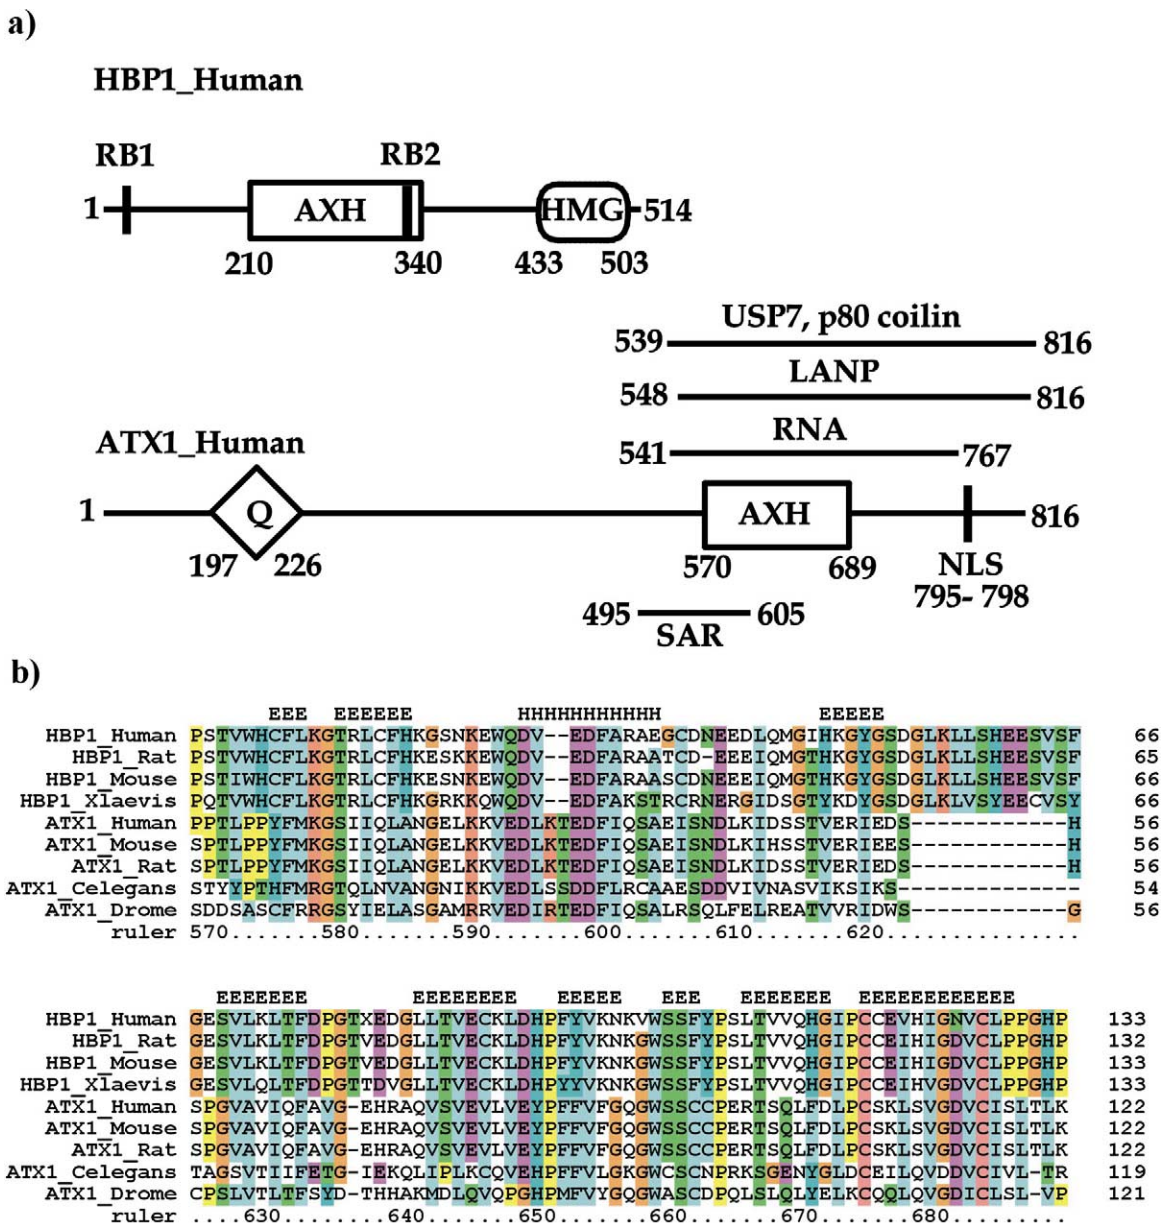 a)
HBP1_Human
RB1 RB2
1 AXH HMG 514
210 340 433 503
USP7, p80 coilin
539 816
LANP
548 816
RNA
541 767
ATX1_Human
1 Q AXH 816
197 226 570 689 NLS
795- 798
495 605
SAR
b)
EEE EEEEEE HHHHHHHHHHH EEEEE
HBP1_Human PSTVWHCFLKGTRLCFHKGSNKEWQDV--EDFARAEGCDNEEDLQMGIHKGYGSDGLKLLSHEESVSF 66
HBP1_Rat PSTVWHCFLKGTRLCFHKESKKEWQDV--EDFARAATCD-EEEIQMGTHKGYGSDGLKLLSHEESVSF 65
HBP1_Mouse PSTIWHCFLKGTRLCFHKESNKEWQDV--EDFARAASCDNEEEIQMGTHKGYGSDGLKLLSHEESVSF 66
HBP1_Xlaevis PQTVWHCFLKGTRLCFHKGRKKQWQDV--EDFAKSTRCRNERGIDSGTYKDYGSDGLKLVSYEECVSY 66
ATX1_Human PPTLPPYFMKGSIIQLANGELKKVEDLKTEDFIQSAEISNDLKIDSSTVERIEDS------------H 56
ATX1_Mouse SPTLPPYFMKGSIIQLANGELKKVEDLKTEDFIQSAEISNDLKIHSSTVERIEES------------H 56
ATX1_Rat SPTLPPYFMKGSIIQLANGELKKVEDLKTEDFIQSAEISNDLKIDSSTVERIEES------------H 56
ATX1_Celegans STYYPTHFMRGTQLNVANGNIKKVEDLSSDDFLRCAAESDDVIVNASVIKSIKS------------- 54
ATX1_Drome SDDSASCFRRGSYIELASGAMRRVEDIRTEDFIQSALRSQLFELREATVVRIDWS------------G 56
ruler 570.......580.......590.......600.......610.......620................
EEEEEEE EEEEEEEE EEEEE EEE EEEEEEE EEEEEEEEEEEE
HBP1_Human GESVLKLTFDPGTXEDGLLTVECKLDHPFYVKNKVWSSFYPSLTVVQHGIPCCEVHIGNVCLPPGHP 133
HBP1_Rat GESVLKLTFDPGTVEDGLLTVECKLDHPFYVKNKGWSSFYPSLTVVQHGIPCCEIHIGDVCLPPGHP 132
HBP1_Mouse GESVLKLTFDPGTVEDGLLTVECKLDHPFYVKNKGWSSFYPSLTVVQHGIPCCEIHIGDVCLPPGHP 133
HBP1_Xlaevis GESVLQLTFDPGTTDVGLLTVECKLDHPYYVKNKGWSSFYPSLTVVQHGIPCCEIHVGDVCLPPGHP 133
ATX1_Human SPGVAVIQFAVG-EHRAQVSVEVLVEYPFFVFGQGWSSCCPERTSQLFDLPCSKLSVGDVCISLTLK 122
ATX1_Mouse SPGVAVIQFAVG-EHRAQVSVEVLVEYPFFVFGQGWSSCCPERTSQLFDLPCSKLSVGDVCISLTLK 122
ATX1_Rat SPGVAVIQFAVG-EHRAQVSVEVLVEYPFFVFGQGWSSCCPERTSQLFDLPCSKLSVGDVCISLTLK 122
ATX1_Celegans TAGSVTIIFETG-IEKQLIPLKCQVEHPFFVLGKGWCSCNPRKSGENYGLDCEILQVDDVCIVL-TR 119
ATX1_Drome CPSLVTLTFSYD-THHAKMDLQVQPGHPMFVYGQGWASCDPQLSLQLYELKCQQLQVGDICLSL-VP 121
ruler ....630.......640.......650.......660.......670.......680.........